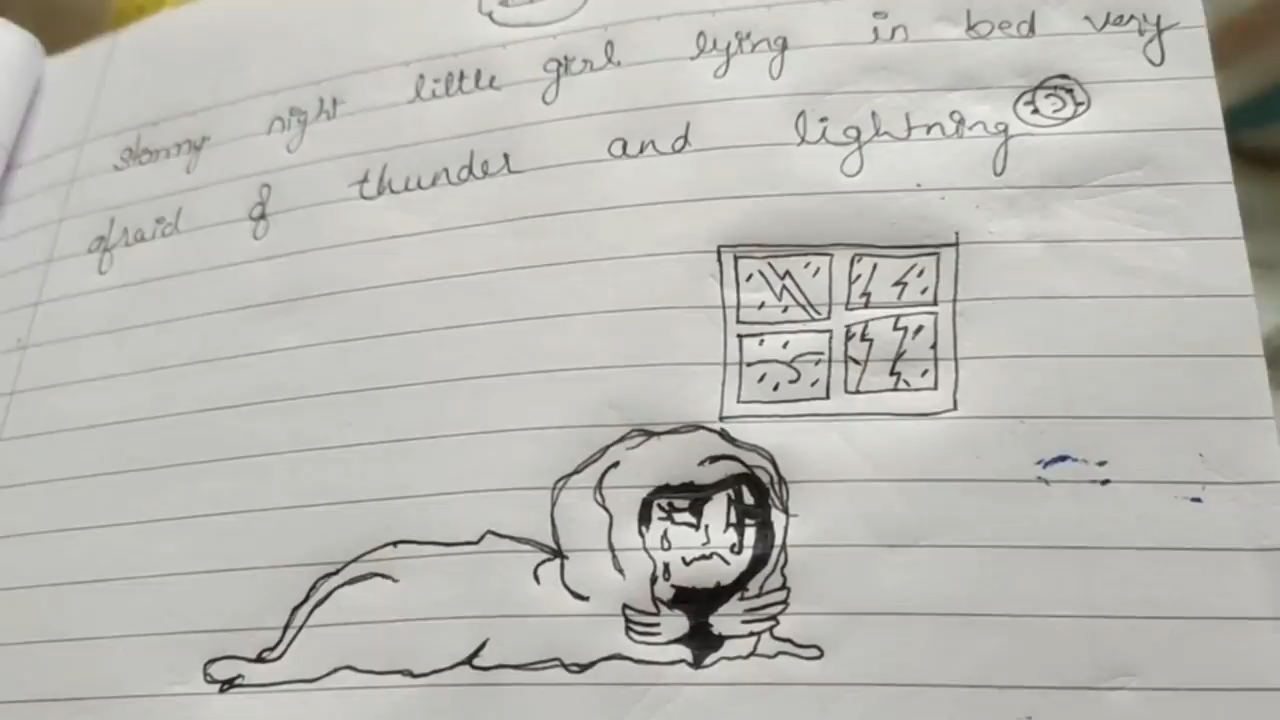 stormy night little girl lying in bed very
afraid of thunder and lightning